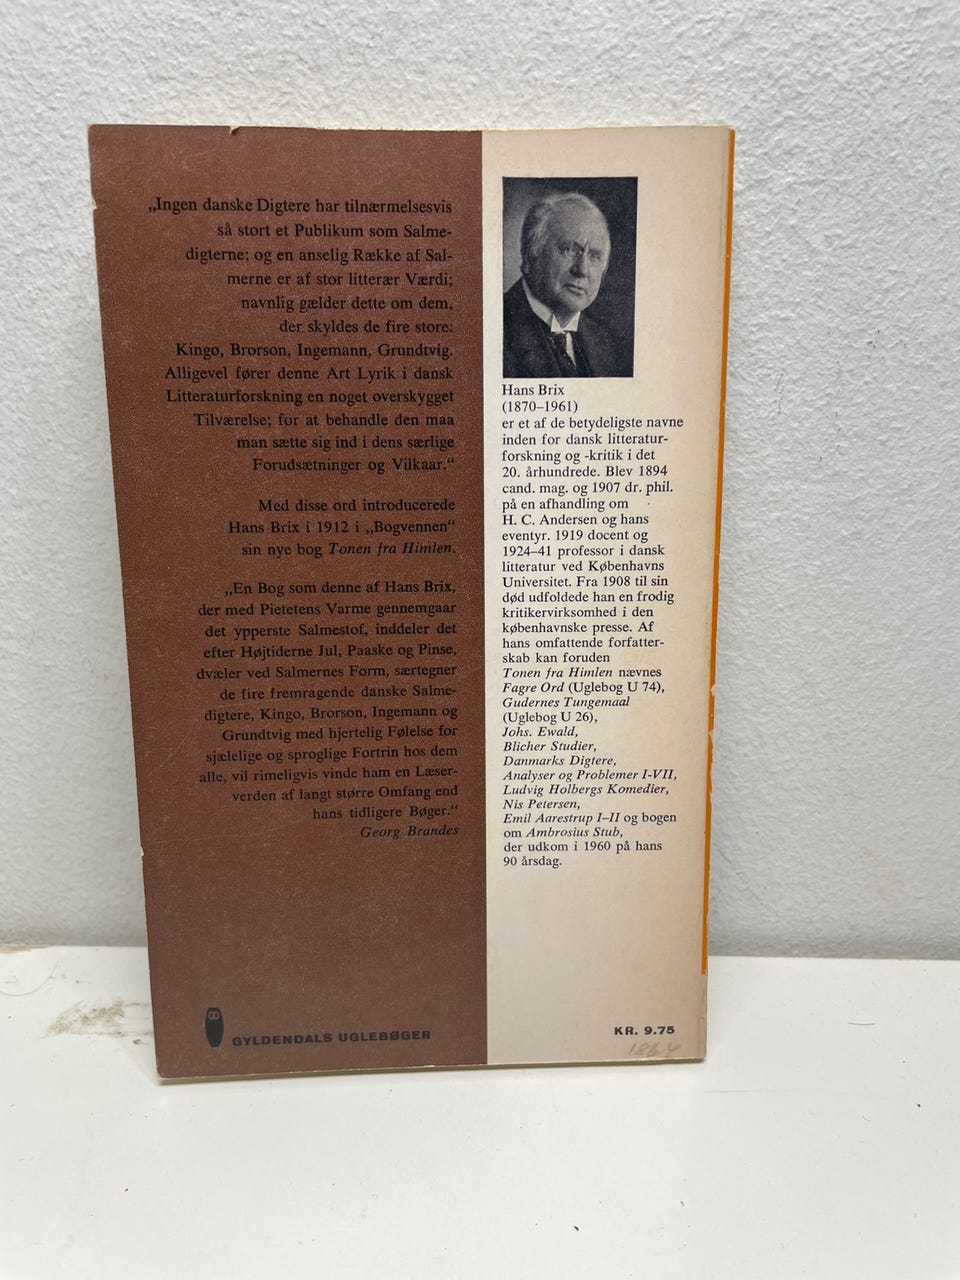 „Ingen danske Digtere har tilnærmelsesvis
så stort et Publikum som Salme-
digterne; og en anselig Række af Sal-
merne er af stor litterær Værdi;
navnlig gælder dette om dem,
der skyldes de fire store:
Kingo, Brorson, Ingemann, Grundtvig.
Alligevel fører denne Art Lyrik i dansk
Litteraturforskning en noget overskygget
Tilværelse; for at behandle den maa
man sætte sig ind i dens særlige
Forudsætninger og Vilkaar.“
Med disse ord introducerede
Hans Brix i 1912 i „Bogvennen“
sin nye bog Tonen fra Himlen.
„En Bog som denne af Hans Brix,
der med Pietetens Varme gennemgaar
det ypperste Salmestof, inddeler det
efter Højtiderne Jul, Paaske og Pinse,
dvæler ved Salmernes Form, særtegner
de fire fremragende danske Salme-
digtere, Kingo, Brorson, Ingemann og
Grundtvig med hjertelig Følelse for
sjælelige og sproglige Fortrin hos dem
alle, vil rimeligvis vinde ham en Læser-
verden af langt større Omfang end
hans tidligere Bøger.“
Georg Brandes
GYLDENDALS UGLEBØGER
Hans Brix
(1870–1961)
er et af de betydeligste navne
inden for dansk litteratur-
forskning og -kritik i det
20. århundrede. Blev 1894
cand. mag. og 1907 dr. phil.
på en afhandling om
H. C. Andersen og hans
eventyr. 1919 docent og
1924–41 professor i dansk
litteratur ved Københavns
Universitet. Fra 1908 til sin
død udfoldede han en frodig
kritikervirksomhed i den
københavnske presse. Af
hans omfattende forfatter-
skab kan foruden
Tonen fra Himlen nævnes
Fagre Ord (Uglebog U 74),
Gudernes Tungemaal
(Uglebog U 26),
Johs. Ewald,
Blicher Studier,
Danmarks Digtere,
Analyser og Problemer I-VII,
Ludvig Holbergs Komedier,
Nis Petersen,
Emil Aarestrup I–II og bogen
om Ambrosius Stub,
der udkom i 1960 på hans
90 årsdag.
KR. 9.75